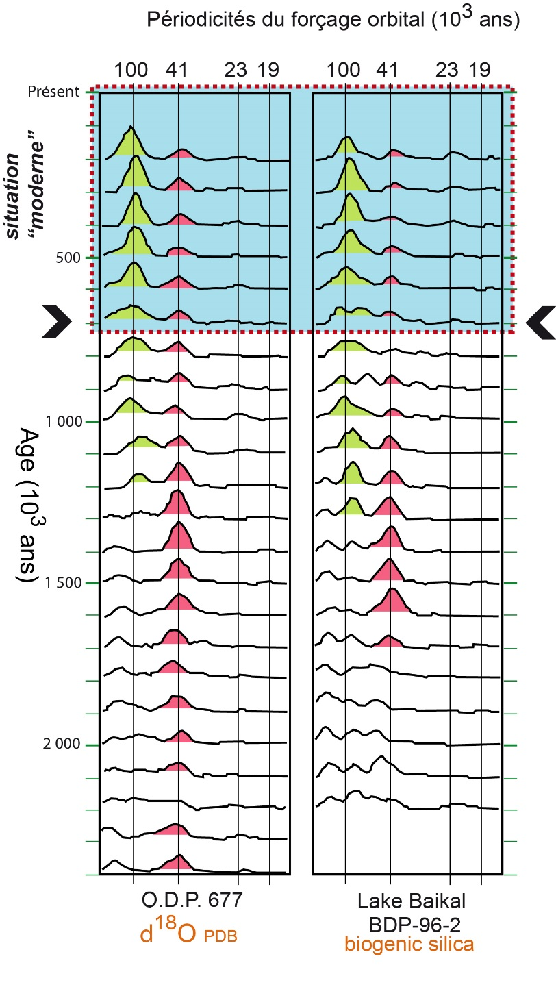 Périodicités du forçage orbital (10³ ans)
100 41 23 19 100 41 23 19
Présent
situation
“moderne”
500
1 000
Age (10³ ans)
1 500
2 000
O.D.P. 677
d¹⁸O PDB
Lake Baikal
BDP-96-2
biogenic silica